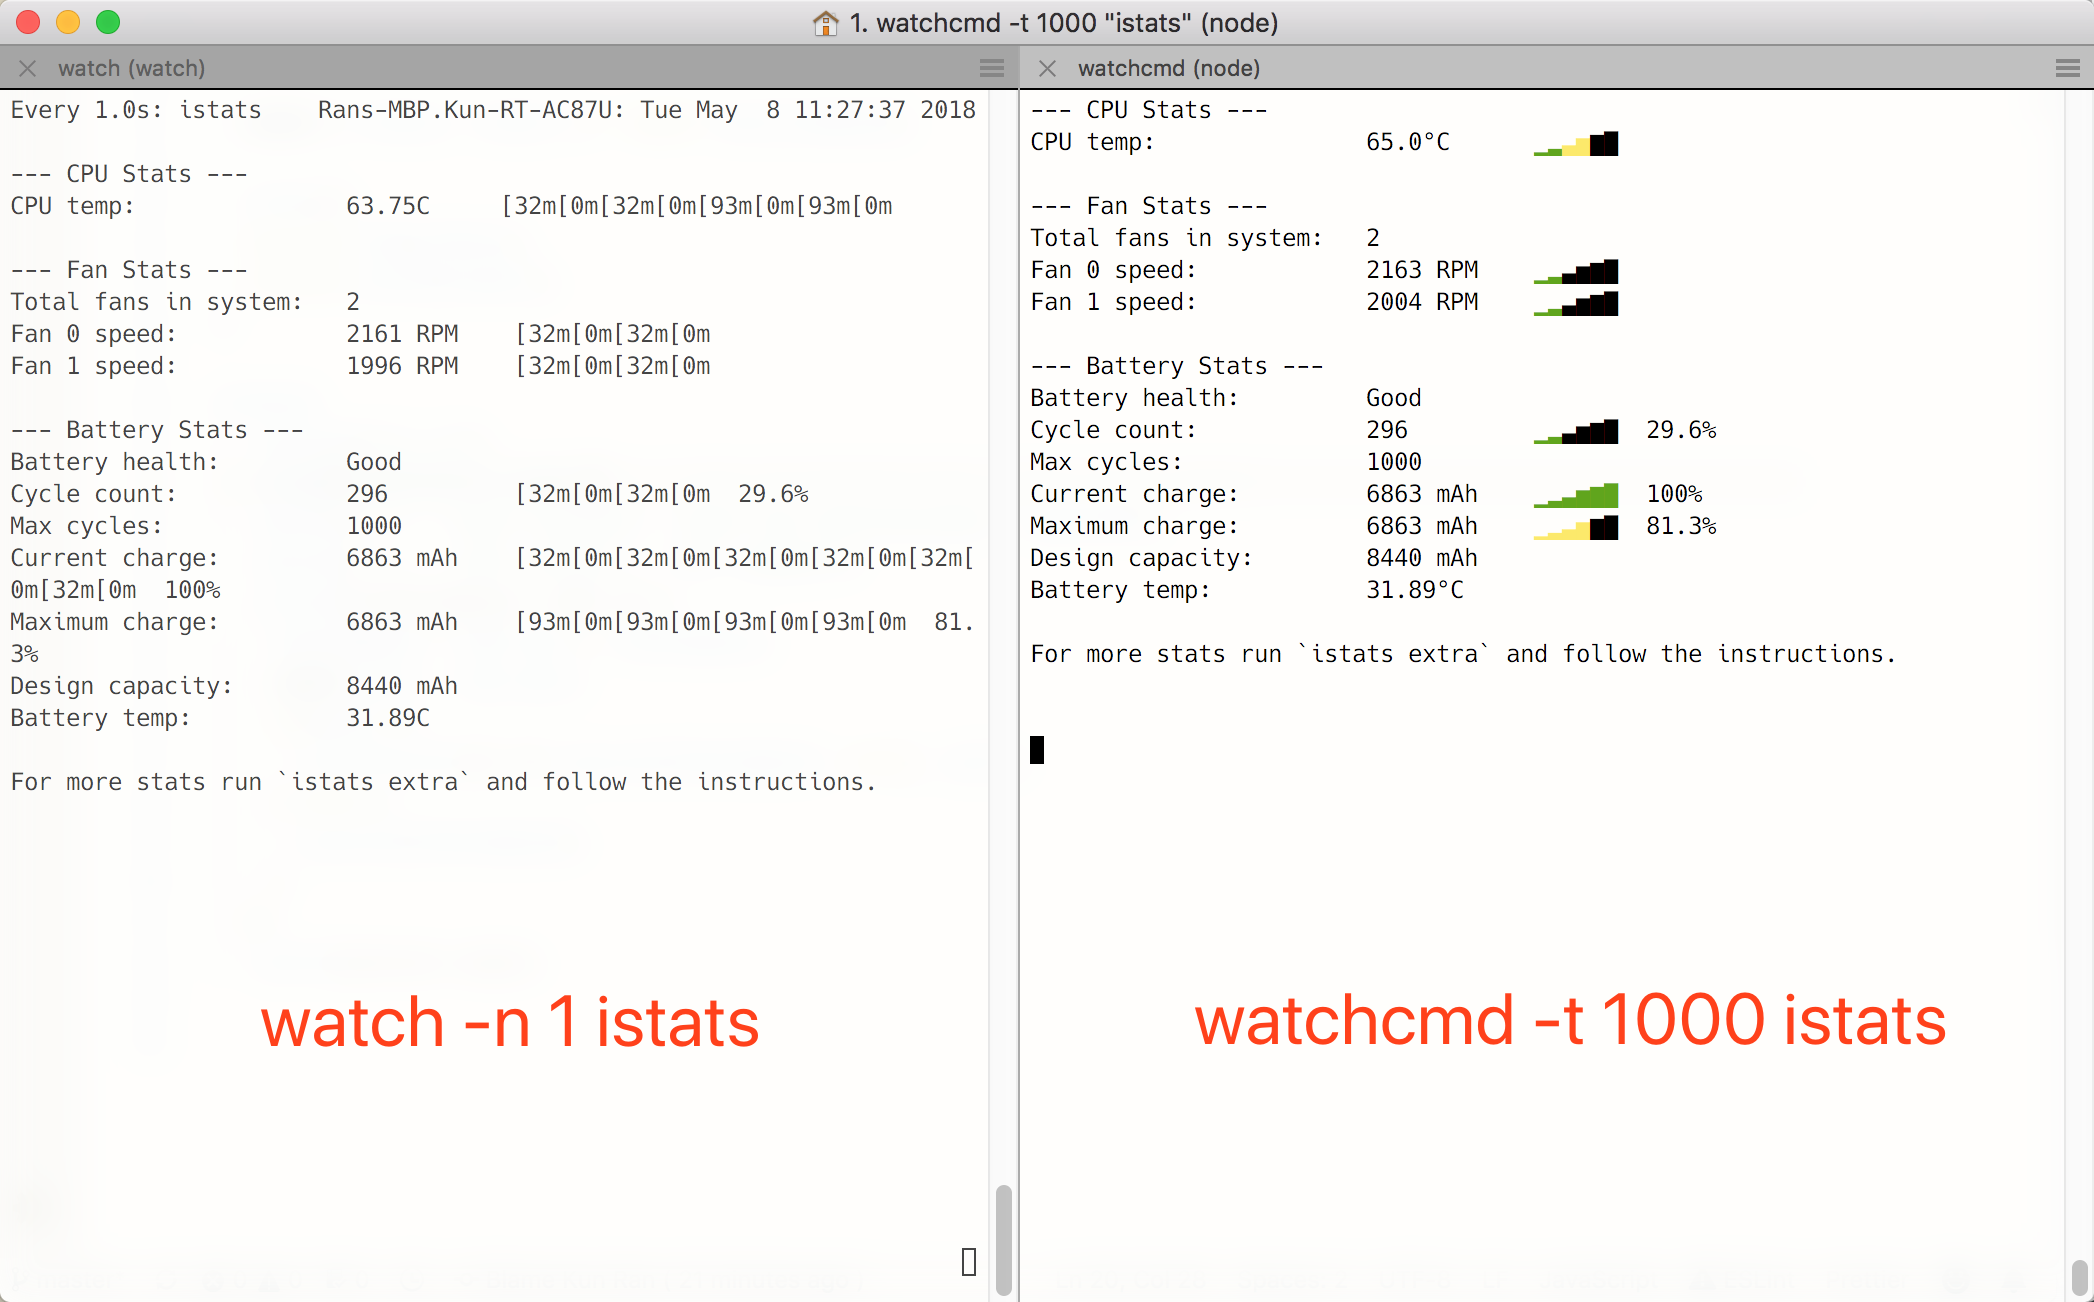 1. watchcmd -t 1000 "istats" (node)
watch (watch)
Every 1.0s: istats    Rans-MBP.Kun-RT-AC87U: Tue May  8 11:27:37 2018
--- CPU Stats ---
CPU temp:               63.75C     [32m[0m[32m[0m[93m[0m[93m[0m
--- Fan Stats ---
Total fans in system:   2
Fan 0 speed:            2161 RPM    [32m[0m[32m[0m
Fan 1 speed:            1996 RPM    [32m[0m[32m[0m
--- Battery Stats ---
Battery health:         Good
Cycle count:            296         [32m[0m[32m[0m  29.6%
Max cycles:             1000
Current charge:         6863 mAh    [32m[0m[32m[0m[32m[0m[32m[0m[32m[
0m[32m[0m  100%
Maximum charge:         6863 mAh    [93m[0m[93m[0m[93m[0m[93m[0m  81.
3%
Design capacity:        8440 mAh
Battery temp:           31.89C
For more stats run `istats extra` and follow the instructions.
watch -n 1 istats
watchcmd (node)
--- CPU Stats ---
CPU temp:               65.0°C
--- Fan Stats ---
Total fans in system:   2
Fan 0 speed:            2163 RPM
Fan 1 speed:            2004 RPM
--- Battery Stats ---
Battery health:         Good
Cycle count:            296         29.6%
Max cycles:             1000
Current charge:         6863 mAh    100%
Maximum charge:         6863 mAh    81.3%
Design capacity:        8440 mAh
Battery temp:           31.89°C
For more stats run `istats extra` and follow the instructions.
watchcmd -t 1000 istats